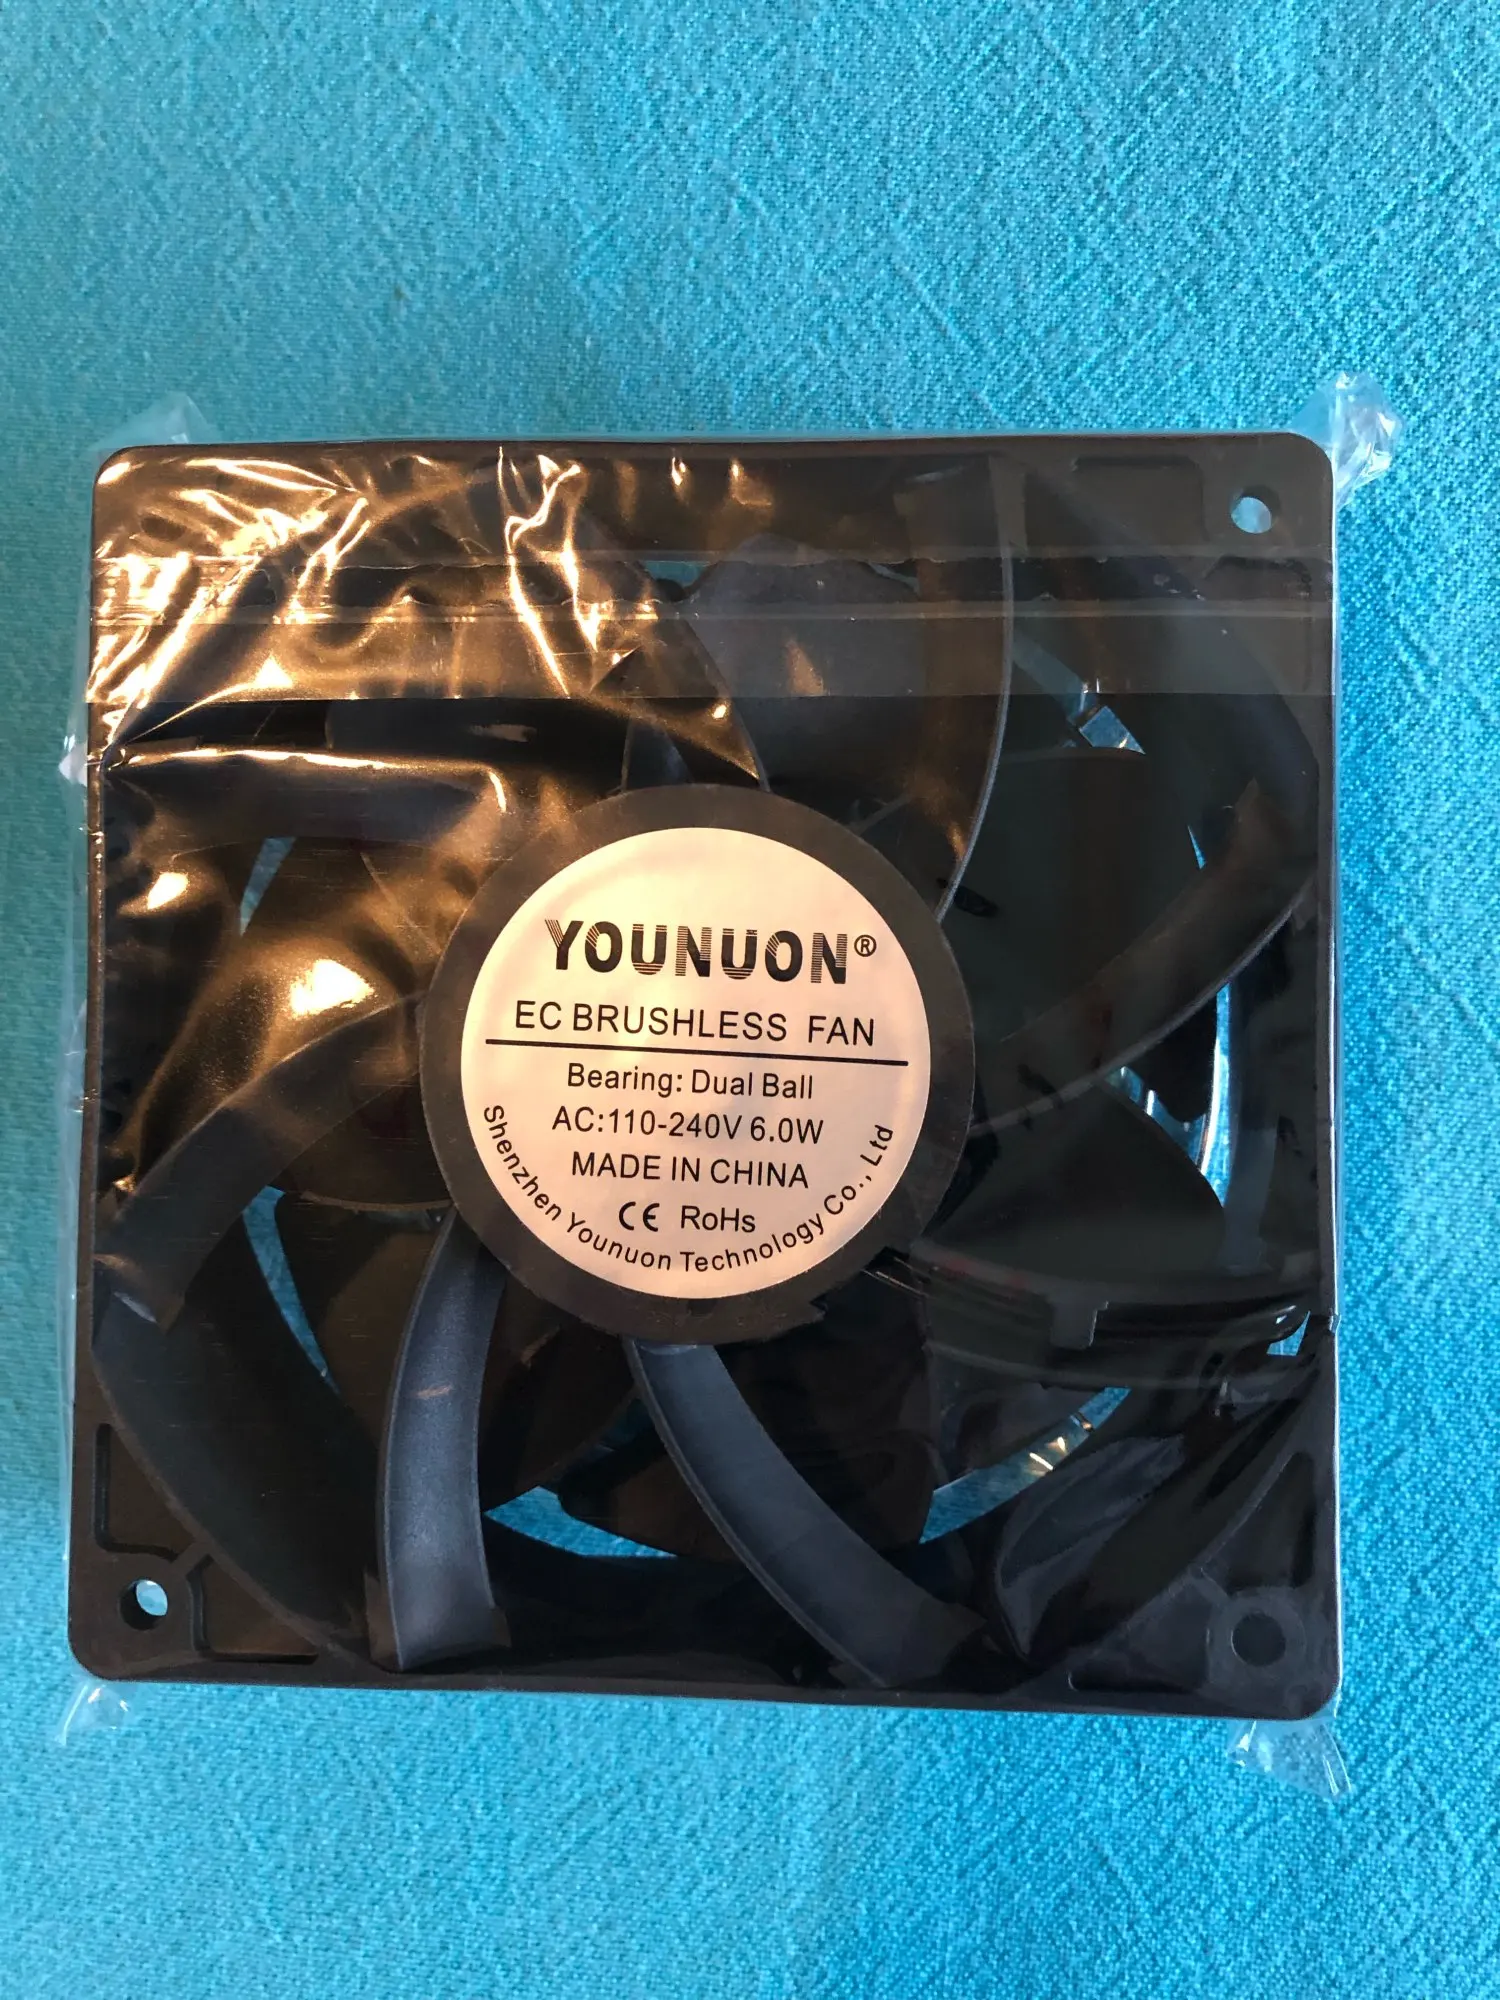 YOUNUON®
EC BRUSHLESS FAN
Bearing: Dual Ball
AC:110-240V 6.0W
MADE IN CHINA
CE RoHs
Shenzhen Younuon Technology Co., Ltd